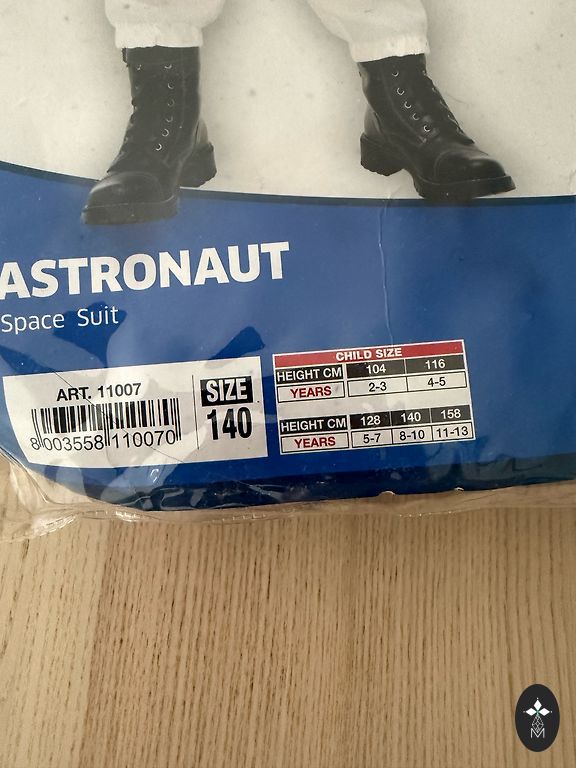 ASTRONAUT
Space Suit
ART. 11007
8 003558 110070
SIZE
140
CHILD SIZE
HEIGHT CM 104 116
YEARS 2-3 4-5
HEIGHT CM 128 140 158
YEARS 5-7 8-10 11-13
M